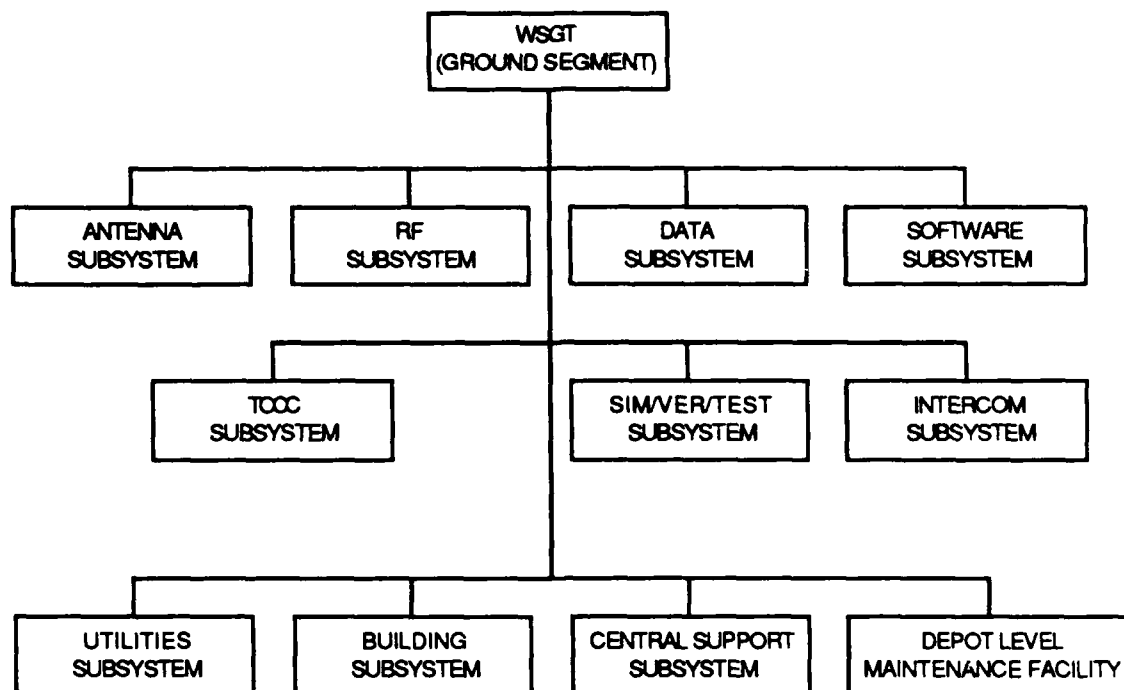 WSGT
(GROUND SEGMENT)
ANTENNA
SUBSYSTEM
RF
SUBSYSTEM
DATA
SUBSYSTEM
SOFTWARE
SUBSYSTEM
TOCC
SUBSYSTEM
SIM/VER/TEST
SUBSYSTEM
INTERCOM
SUBSYSTEM
UTILITIES
SUBSYSTEM
BUILDING
SUBSYSTEM
CENTRAL SUPPORT
SUBSYSTEM
DEPOT LEVEL
MAINTENANCE FACILITY